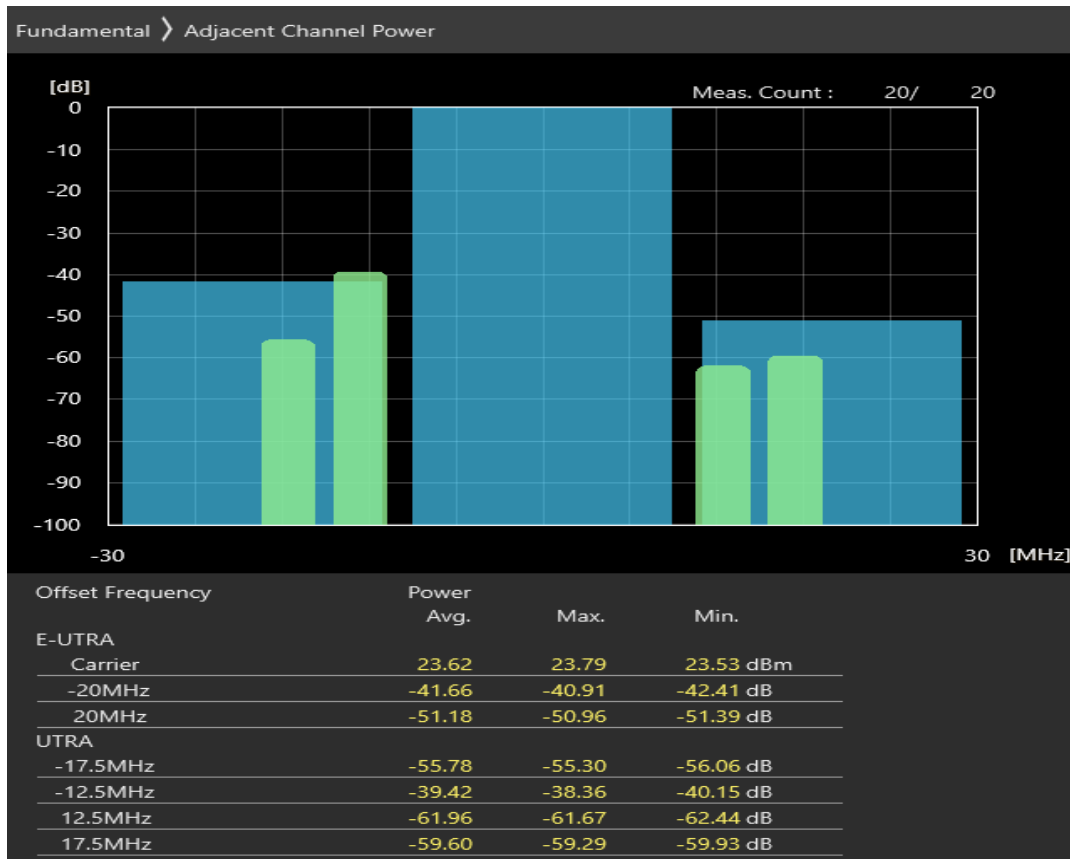 Fundamental 》 Adjacent Channel Power
[dB]
Meas. Count : 20/ 20
0
-10
-20
-30
-40
-50
-60
-70
-80
-90
-100
-30 30 [MHz]
Offset Frequency Power
Avg. Max. Min.
E-UTRA
Carrier 23.62 23.79 23.53 dBm
-20MHz -41.66 -40.91 -42.41 dB
20MHz -51.18 -50.96 -51.39 dB
UTRA
-17.5MHz -55.78 -55.30 -56.06 dB
-12.5MHz -39.42 -38.36 -40.15 dB
12.5MHz -61.96 -61.67 -62.44 dB
17.5MHz -59.60 -59.29 -59.93 dB